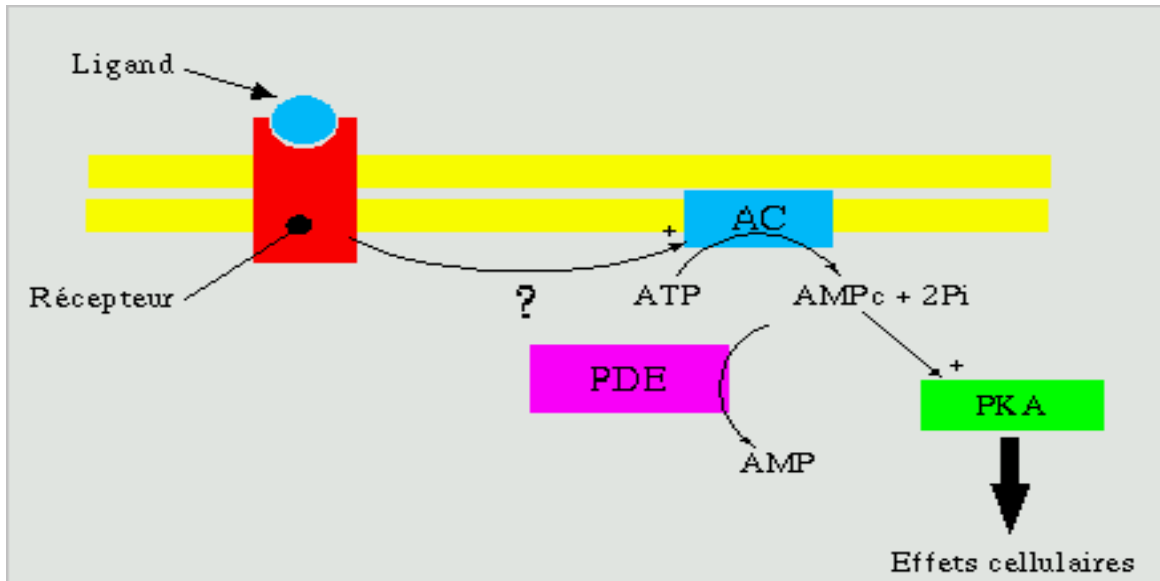 Ligand
AC
+
Récepteur
?
ATP
AMPc + 2Pi
PDE
+
PKA
AMP
Effets cellulaires